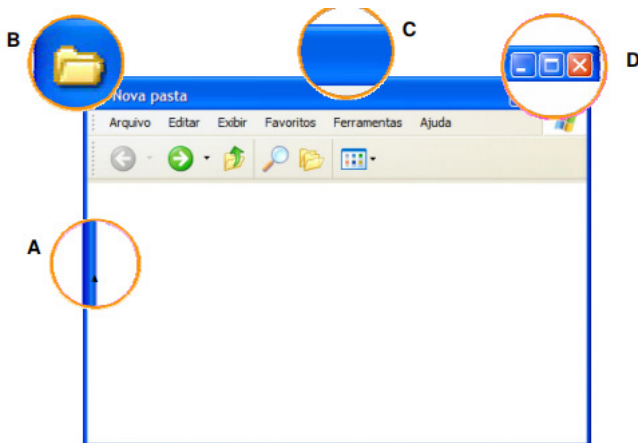 B
C
D
Nova pasta
Arquivo Editar Exibir Favoritos Ferramentas Ajuda
A